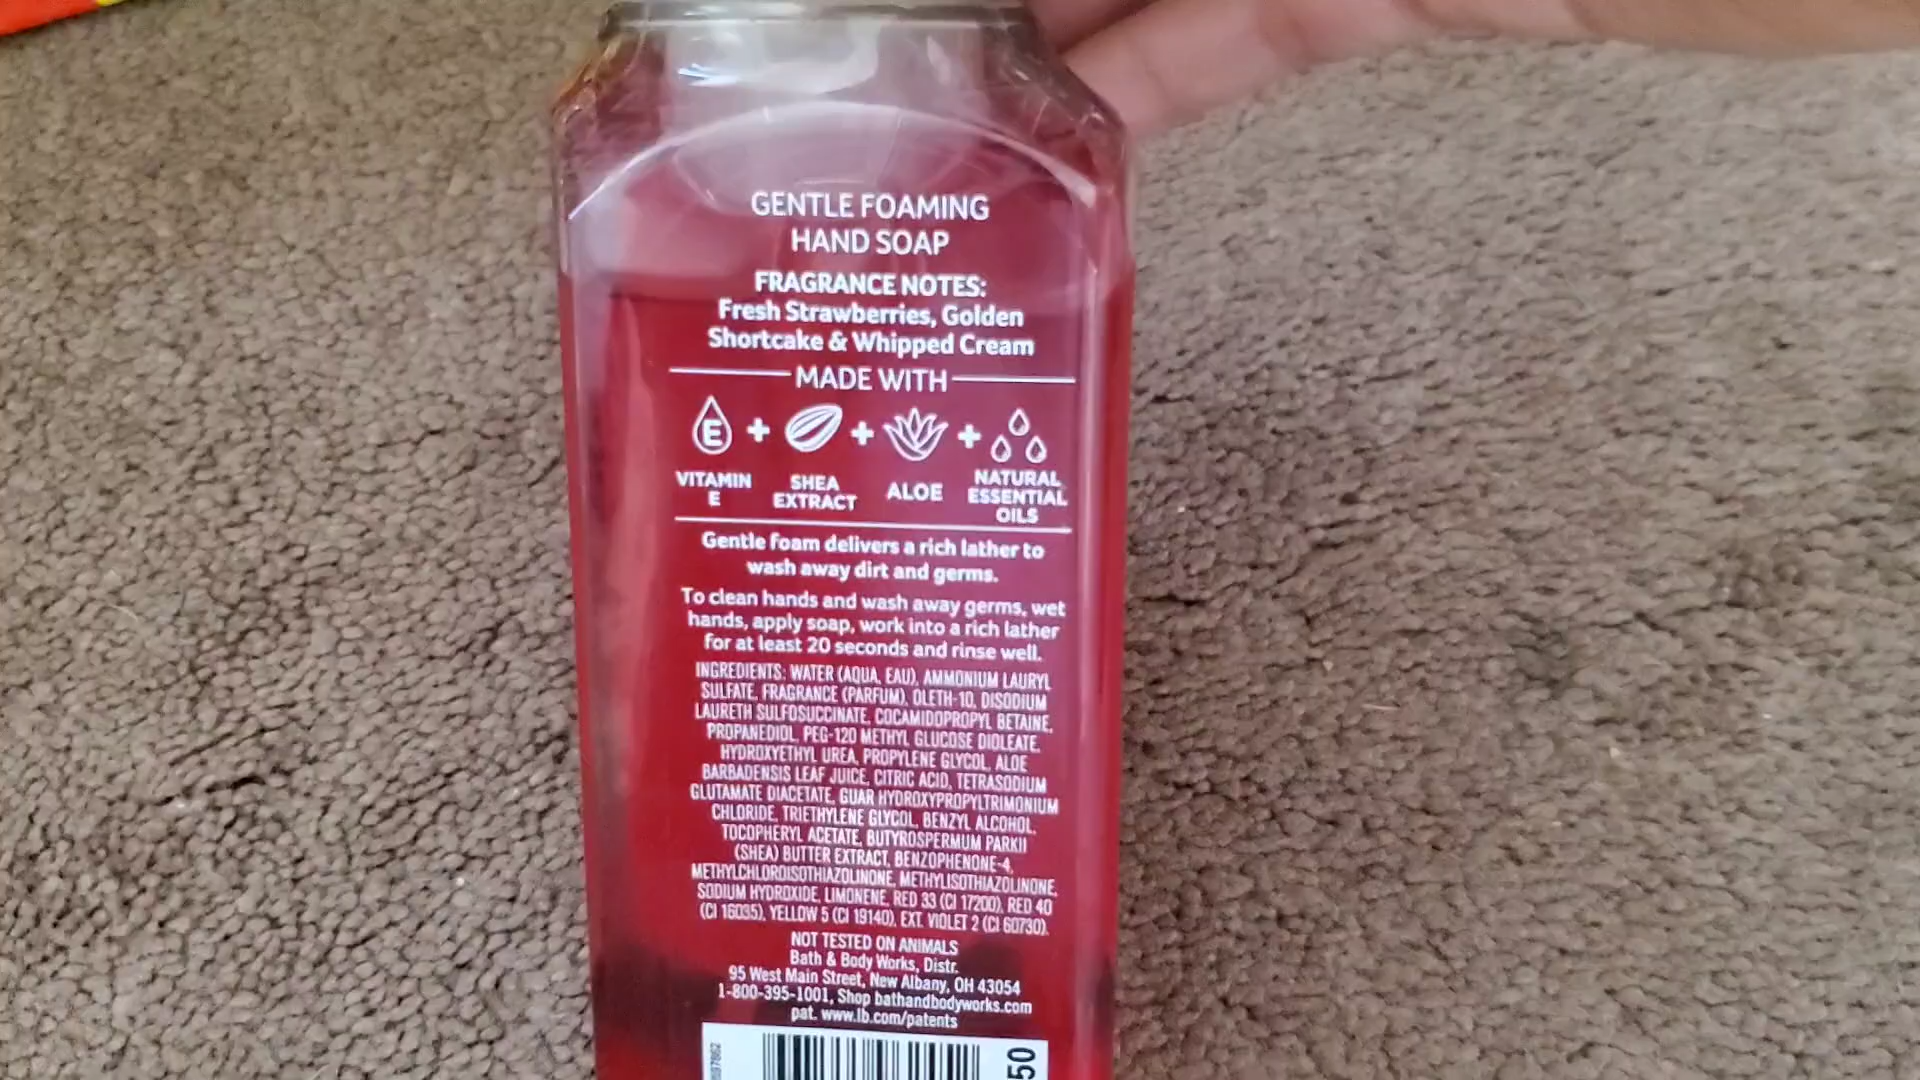 GENTLE FOAMING
HAND SOAP
FRAGRANCE NOTES:
Fresh Strawberries, Golden
Shortcake & Whipped Cream
MADE WITH
E + + +
VITAMIN E SHEA EXTRACT ALOE NATURAL ESSENTIAL OILS
Gentle foam delivers a rich lather to
wash away dirt and germs.
To clean hands and wash away germs, wet
hands, apply soap, work into a rich lather
for at least 20 seconds and rinse well.
INGREDIENTS: WATER (AQUA, EAU), AMMONIUM LAURYL
SULFATE, FRAGRANCE (PARFUM), OLETH-10, DISODIUM
LAURETH SULFOSUCCINATE, COCAMIDOPROPYL BETAINE,
PROPANEDIOL, PEG-120 METHYL GLUCOSE DIOLEATE,
HYDROXYETHYL UREA, PROPYLENE GLYCOL, ALOE
BARBADENSIS LEAF JUICE, CITRIC ACID, TETRASODIUM
GLUTAMATE DIACETATE, GUAR HYDROXYPROPYLTRIMONIUM
CHLORIDE, TRIETHYLENE GLYCOL, BENZYL ALCOHOL,
TOCOPHERYL ACETATE, BUTYROSPERMUM PARKII
(SHEA) BUTTER EXTRACT, BENZOPHENONE-4,
METHYLCHLOROISOTHIAZOLINONE, METHYLISOTHIAZOLINONE,
SODIUM HYDROXIDE, LIMONENE, RED 33 (CI 17200), RED 40
(CI 16035), YELLOW 5 (CI 19140), EXT. VIOLET 2 (CI 60730).
NOT TESTED ON ANIMALS
Bath & Body Works, Distr.
95 West Main Street, New Albany, OH 43054
1-800-395-1001, Shop bathandbodyworks.com
pat. www.lb.com/patents
50